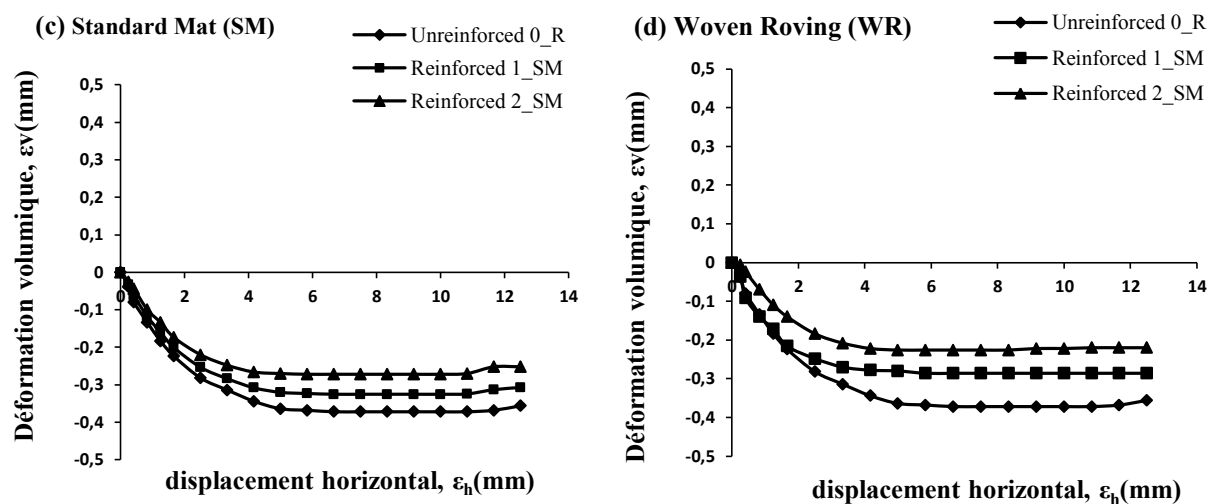 (c) Standard Mat (SM)
Unreinforced 0_R
Reinforced 1_SM
Reinforced 2_SM
Déformation volumique, εv(mm)
0,5
0,4
0,3
0,2
0,1
0
-0,1
-0,2
-0,3
-0,4
-0,5
0 2 4 6 8 10 12 14
displacement horizontal, εh(mm)
(d) Woven Roving (WR)
Unreinforced 0_R
Reinforced 1_SM
Reinforced 2_SM
Déformation volumique, εv(mm)
0,5
0,4
0,3
0,2
0,1
0
-0,1
-0,2
-0,3
-0,4
-0,5
0 2 4 6 8 10 12 14
displacement horizontal, εh(mm)